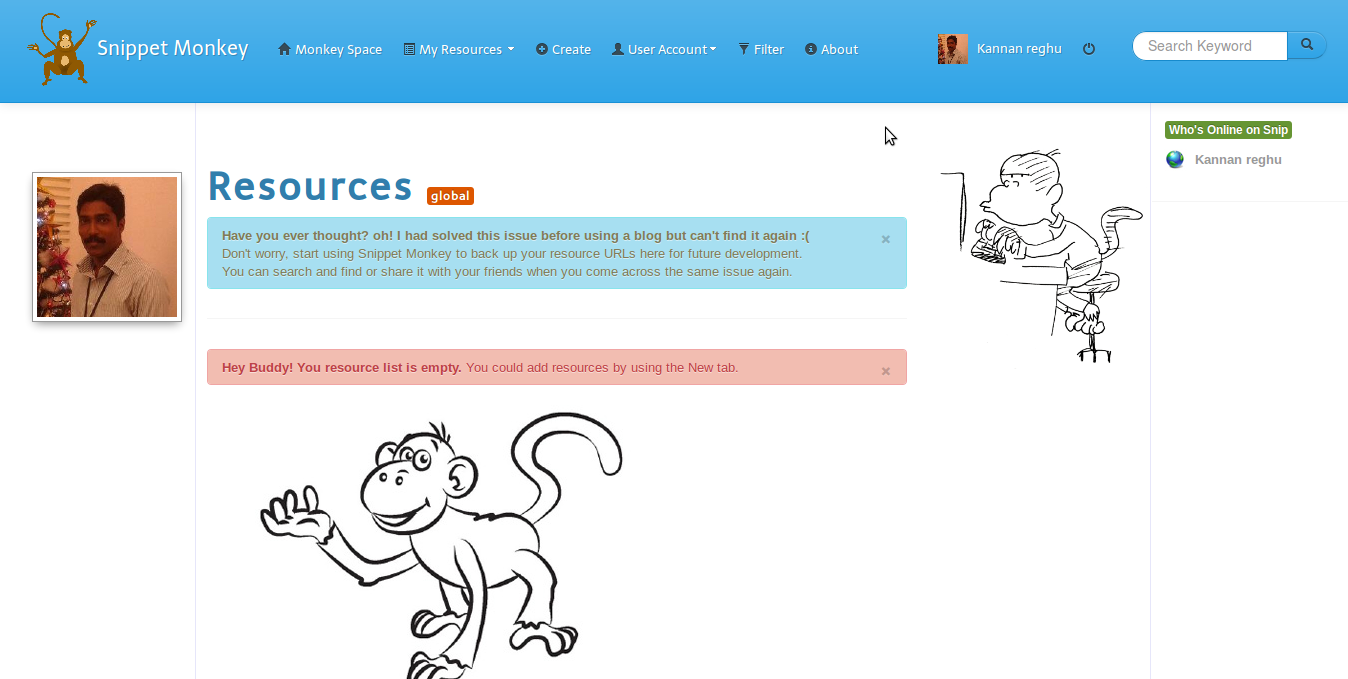 Snippet Monkey
Monkey Space
My Resources
Create
User Account
Filter
About
Kannan reghu
Search Keyword
Who's Online on Snip
Kannan reghu
Resources global
Have you ever thought? oh! I had solved this issue before using a blog but can't find it again :(
×
Don't worry, start using Snippet Monkey to back up your resource URLs here for future development.
You can search and find or share it with your friends when you come across the same issue again.
Hey Buddy! You resource list is empty. You could add resources by using the New tab.
×